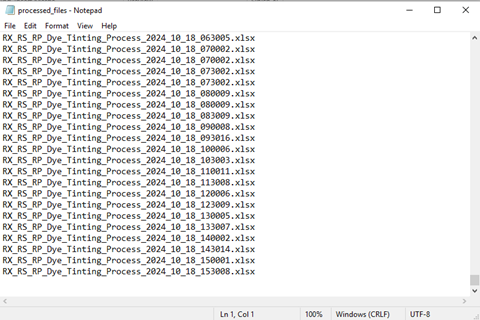 processed_files - Notepad
File Edit Format View Help
RX_RS_RP_Dye_Tinting_Process_2024_10_18_063005.xlsx
RX_RS_RP_Dye_Tinting_Process_2024_10_18_070002.xlsx
RX_RS_RP_Dye_Tinting_Process_2024_10_18_070002.xlsx
RX_RS_RP_Dye_Tinting_Process_2024_10_18_073002.xlsx
RX_RS_RP_Dye_Tinting_Process_2024_10_18_073002.xlsx
RX_RS_RP_Dye_Tinting_Process_2024_10_18_080009.xlsx
RX_RS_RP_Dye_Tinting_Process_2024_10_18_080009.xlsx
RX_RS_RP_Dye_Tinting_Process_2024_10_18_083009.xlsx
RX_RS_RP_Dye_Tinting_Process_2024_10_18_090008.xlsx
RX_RS_RP_Dye_Tinting_Process_2024_10_18_093016.xlsx
RX_RS_RP_Dye_Tinting_Process_2024_10_18_100006.xlsx
RX_RS_RP_Dye_Tinting_Process_2024_10_18_103003.xlsx
RX_RS_RP_Dye_Tinting_Process_2024_10_18_110011.xlsx
RX_RS_RP_Dye_Tinting_Process_2024_10_18_113008.xlsx
RX_RS_RP_Dye_Tinting_Process_2024_10_18_120006.xlsx
RX_RS_RP_Dye_Tinting_Process_2024_10_18_123009.xlsx
RX_RS_RP_Dye_Tinting_Process_2024_10_18_130005.xlsx
RX_RS_RP_Dye_Tinting_Process_2024_10_18_133007.xlsx
RX_RS_RP_Dye_Tinting_Process_2024_10_18_140002.xlsx
RX_RS_RP_Dye_Tinting_Process_2024_10_18_143014.xlsx
RX_RS_RP_Dye_Tinting_Process_2024_10_18_150001.xlsx
RX_RS_RP_Dye_Tinting_Process_2024_10_18_153008.xlsx
Ln 1, Col 1 100% Windows (CRLF) UTF-8